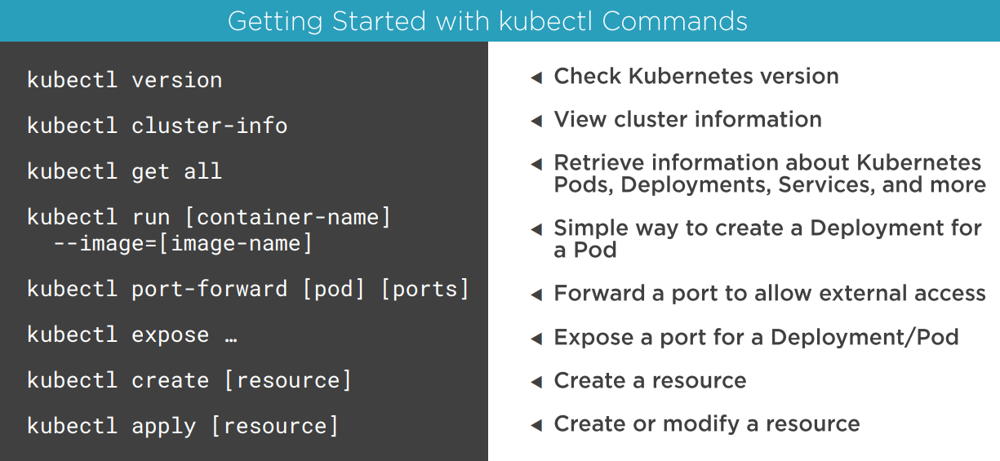 Getting Started with kubectl Commands
kubectl version
◄ Check Kubernetes version
kubectl cluster-info
◄ View cluster information
kubectl get all
◄ Retrieve information about Kubernetes
Pods, Deployments, Services, and more
kubectl run [container-name]
--image=[image-name]
◄ Simple way to create a Deployment for
a Pod
kubectl port-forward [pod] [ports]
◄ Forward a port to allow external access
kubectl expose …
◄ Expose a port for a Deployment/Pod
kubectl create [resource]
◄ Create a resource
kubectl apply [resource]
◄ Create or modify a resource